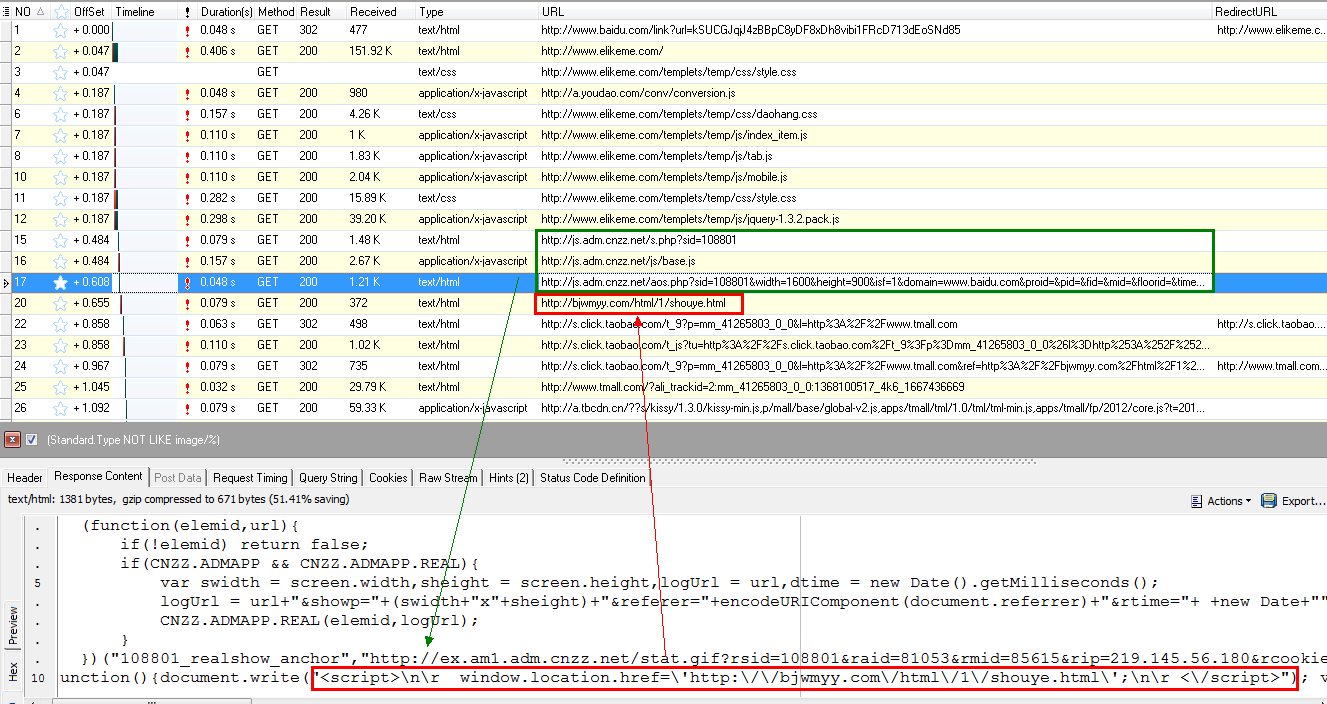 NO OffSet Timeline ! Duration(s) Method Result Received Type URL RedirectURL
1 + 0.000 ! 0.048 s GET 302 477 text/html http://www.baidu.com/link?url=kSUCGJqjJ4zBBpC8yDF8xDh8vibi1FRcD713dEoSNd85 http://www.elikeme.c...
2 + 0.047 ! 0.406 s GET 200 151.92 K text/html http://www.elikeme.com/
3 + 0.047 GET text/css http://www.elikeme.com/templets/temp/css/style.css
4 + 0.187 ! 0.048 s GET 200 980 application/x-javascript http://a.youdao.com/conv/conversion.js
6 + 0.187 ! 0.157 s GET 200 4.26 K text/css http://www.elikeme.com/templets/temp/css/daohang.css
7 + 0.187 ! 0.110 s GET 200 1 K application/x-javascript http://www.elikeme.com/templets/temp/js/index_item.js
8 + 0.187 ! 0.110 s GET 200 1.83 K application/x-javascript http://www.elikeme.com/templets/temp/js/tab.js
10 + 0.187 ! 0.110 s GET 200 2.04 K application/x-javascript http://www.elikeme.com/templets/temp/js/mobile.js
11 + 0.187 ! 0.282 s GET 200 15.89 K text/css http://www.elikeme.com/templets/temp/css/style.css
12 + 0.187 ! 0.298 s GET 200 39.20 K application/x-javascript http://www.elikeme.com/templets/temp/js/jquery-1.3.2.pack.js
15 + 0.484 ! 0.079 s GET 200 1.48 K text/html http://js.adm.cnzz.net/s.php?sid=108801
16 + 0.484 ! 0.157 s GET 200 2.67 K application/x-javascript http://js.adm.cnzz.net/js/base.js
17 + 0.608 ! 0.048 s GET 200 1.21 K text/html http://js.adm.cnzz.net/aos.php?sid=108801&width=1600&height=900&isf=1&domain=www.baidu.com&proid=&pid=&fid=&mid=&floorid=&time...
20 + 0.655 ! 0.079 s GET 200 372 text/html http://bjwmyy.com/html/1/shouye.html
22 + 0.858 ! 0.063 s GET 302 498 text/html http://s.click.taobao.com/t_9?p=mm_41265803_0_0&l=http%3A%2F%2Fwww.tmall.com http://s.click.taobao....
23 + 0.858 ! 0.110 s GET 200 1.02 K text/html http://s.click.taobao.com/t_js?tu=http%3A%2F%2Fs.click.taobao.com%2Ft_9%3Fp%3Dmm_41265803_0_0%26l%3Dhttp%253A%252F%252...
24 + 0.967 ! 0.079 s GET 302 735 text/html http://s.click.taobao.com/t_9?p=mm_41265803_0_0&l=http%3A%2F%2Fwww.tmall.com&ref=http%3A%2F%2Fbjwmyy.com%2Fhtml%2F1%2... http://www.tmall.com...
25 + 1.045 ! 0.032 s GET 200 29.79 K text/html http://www.tmall.com/?ali_trackid=2:mm_41265803_0_0:1368100517_4k6_1667436669
26 + 1.092 ! 0.079 s GET 200 59.33 K application/x-javascript http://a.tbcdn.cn/??s/kissy/1.3.0/kissy-min.js,p/mall/base/global-v2.js,apps/tmall/tml/1.0/tml/tml-min.js,apps/tmall/fp/2012/core.js?t=201...
(Standard.Type NOT LIKE image/%)
Header Response Content Post Data Request Timing Query String Cookies Raw Stream Hints (2) Status Code Definition
text/html: 1381 bytes, gzip compressed to 671 bytes (51.41% saving) Actions Export...
Preview
Hex
. (function(elemid,url){
. if(!elemid) return false;
. if(CNZZ.ADMAPP && CNZZ.ADMAPP.REAL){
5 var swidth = screen.width,sheight = screen.height,logUrl = url,dtime = new Date().getMilliseconds();
. logUrl = url+"&showp="+(swidth+"x"+sheight)+"&referer="+encodeURIComponent(document.referrer)+"&rtime="+ +new Date+""
. CNZZ.ADMAPP.REAL(elemid,logUrl);
. }
. })("108801_realshow_anchor","http://ex.am1.adm.cnzz.net/stat.gif?rsid=108801&raid=81053&rmid=85615&rip=219.145.56.180&rcookie
10 unction(){document.write("<script>\n\r window.location.href=\'http:\/\/bjwmyy.com\/html\/1\/shouye.html\';\n\r <\/script>"); v